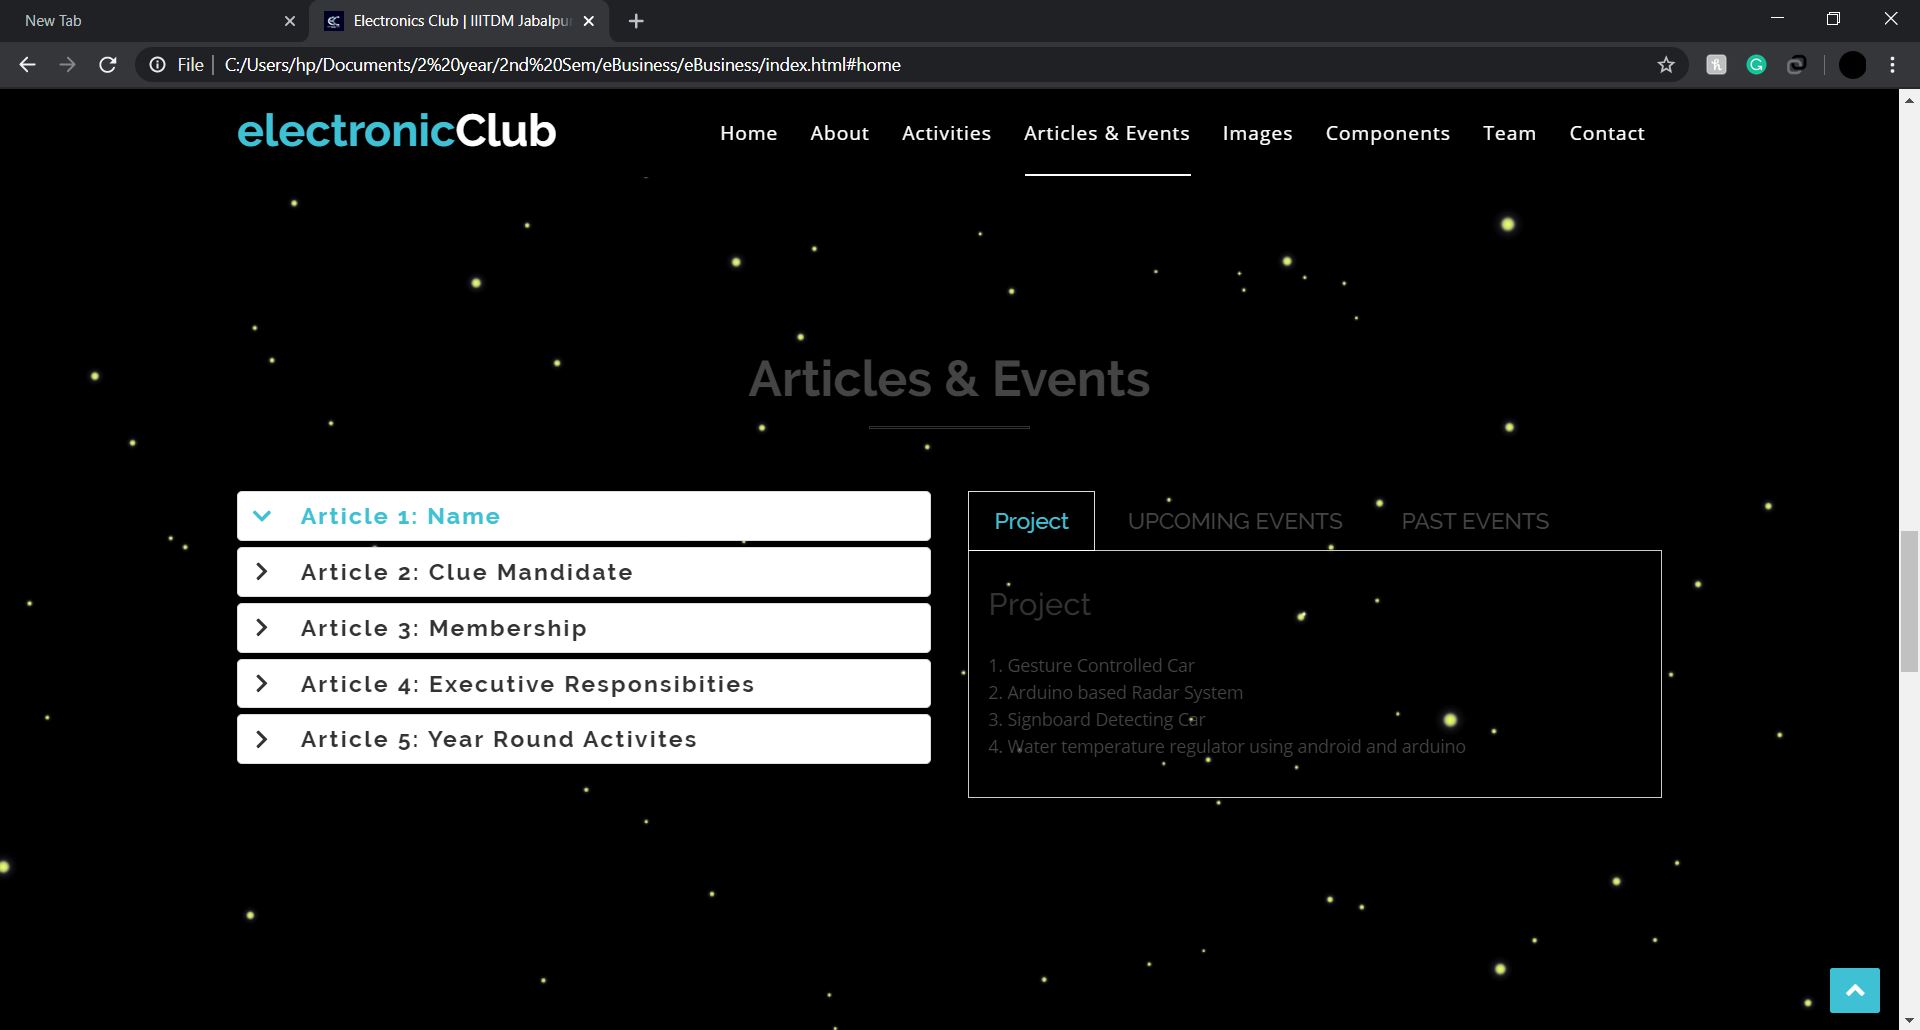 New Tab
Electronics Club | IIITDM Jabalpur
File
C:/Users/hp/Documents/2%20year/2nd%20Sem/eBusiness/eBusiness/index.html#home
electronicClub
Home About Activities Articles & Events Images Components Team Contact
Articles & Events
Article 1: Name
Article 2: Clue Mandidate
Article 3: Membership
Article 4: Executive Responsibities
Article 5: Year Round Activites
Project UPCOMING EVENTS PAST EVENTS
Project
1. Gesture Controlled Car
2. Arduino based Radar System
3. Signboard Detecting Car
4. Water temperature regulator using android and arduino